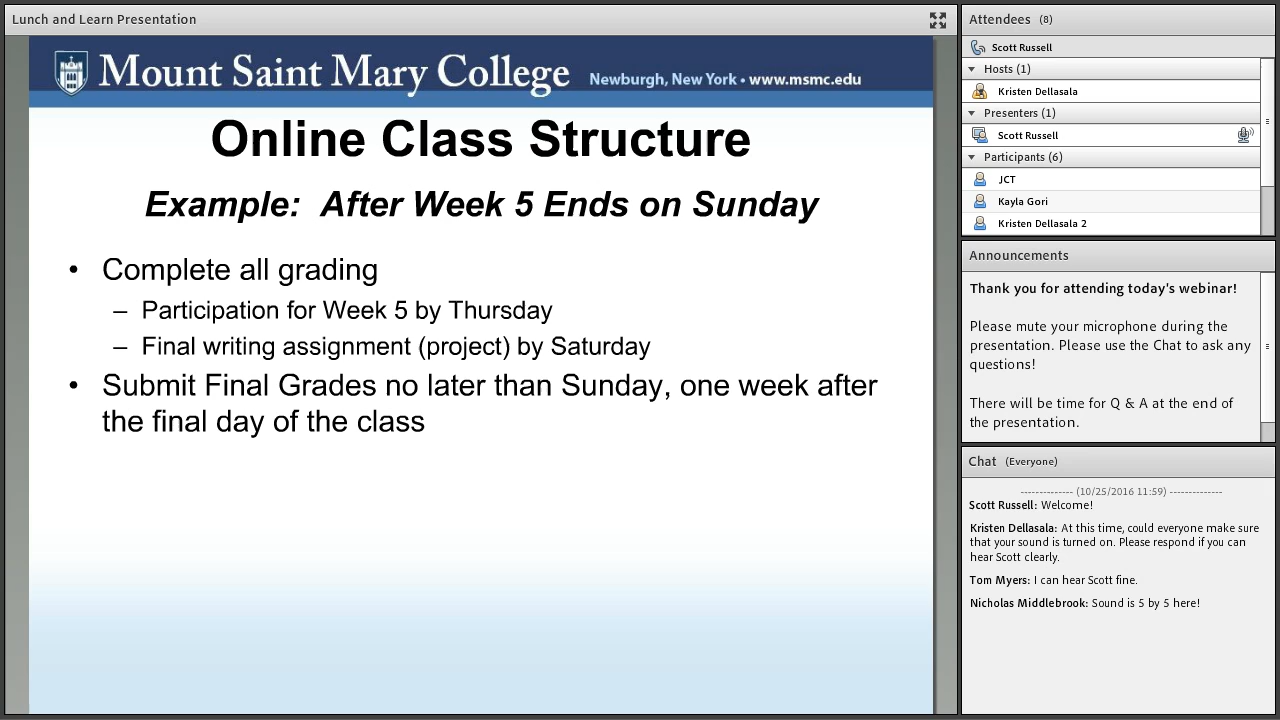 Lunch and Learn Presentation
Mount Saint Mary College Newburgh, New York • www.msmc.edu
Online Class Structure
Example: After Week 5 Ends on Sunday
• Complete all grading
– Participation for Week 5 by Thursday
– Final writing assignment (project) by Saturday
• Submit Final Grades no later than Sunday, one week after
the final day of the class
Attendees (8)
Scott Russell
Hosts (1)
Kristen Dellasala
Presenters (1)
Scott Russell
Participants (6)
JCT
Kayla Gori
Kristen Dellasala 2
Announcements
Thank you for attending today's webinar!
Please mute your microphone during the
presentation. Please use the Chat to ask any
questions!
There will be time for Q & A at the end of
the presentation.
Chat (Everyone)
-------------- (10/25/2016 11:59) --------------
Scott Russell: Welcome!
Kristen Dellasala: At this time, could everyone make sure
that your sound is turned on. Please respond if you can
hear Scott clearly.
Tom Myers: I can hear Scott fine.
Nicholas Middlebrook: Sound is 5 by 5 here!